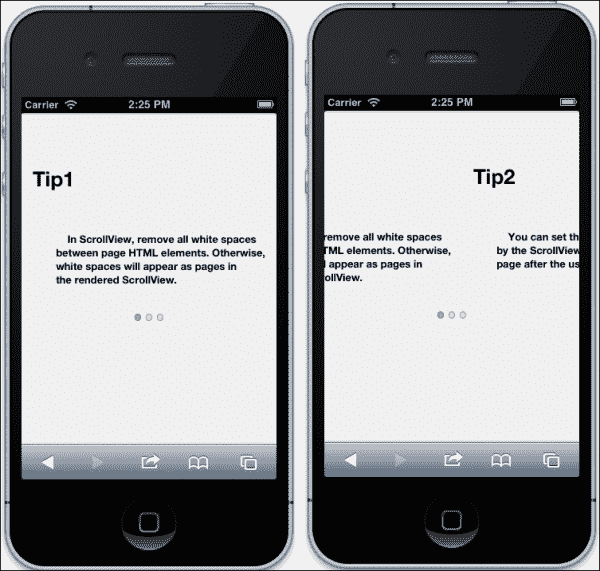 Carrier 2:25 PM
Tip1
In ScrollView, remove all white spaces
between page HTML elements. Otherwise,
white spaces will appear as pages in
the rendered ScrollView.
Carrier 2:25 PM
Tip2
remove all white spaces
TML elements. Otherwise,
l appear as pages in
ollView.
You can set th
by the ScrollView
page after the us